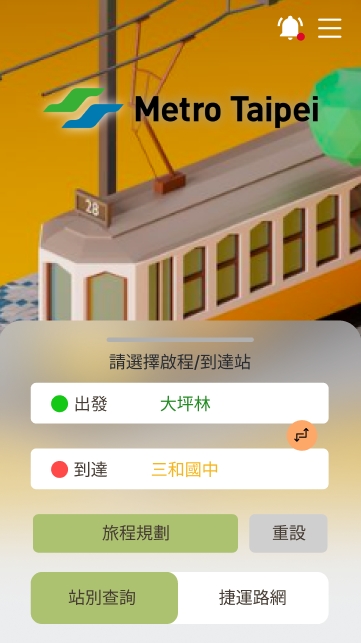 Metro Taipei
28
請選擇啟程/到達站
出發 大坪林
到達 三和國中
旅程規劃 重設
站別查詢 捷運路網